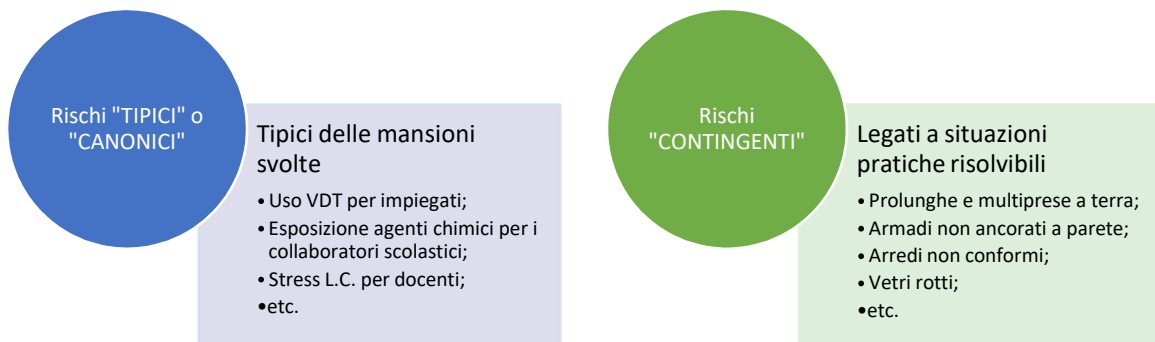 Rischi "TIPICI" o
"CANONICI"
Tipici delle mansioni
svolte
• Uso VDT per impiegati;
• Esposizione agenti chimici per i
collaboratori scolastici;
• Stress L.C. per docenti;
•etc.
Rischi
"CONTINGENTI"
Legati a situazioni
pratiche risolvibili
• Prolunghe e multiprese a terra;
• Armadi non ancorati a parete;
• Arredi non conformi;
• Vetri rotti;
•etc.